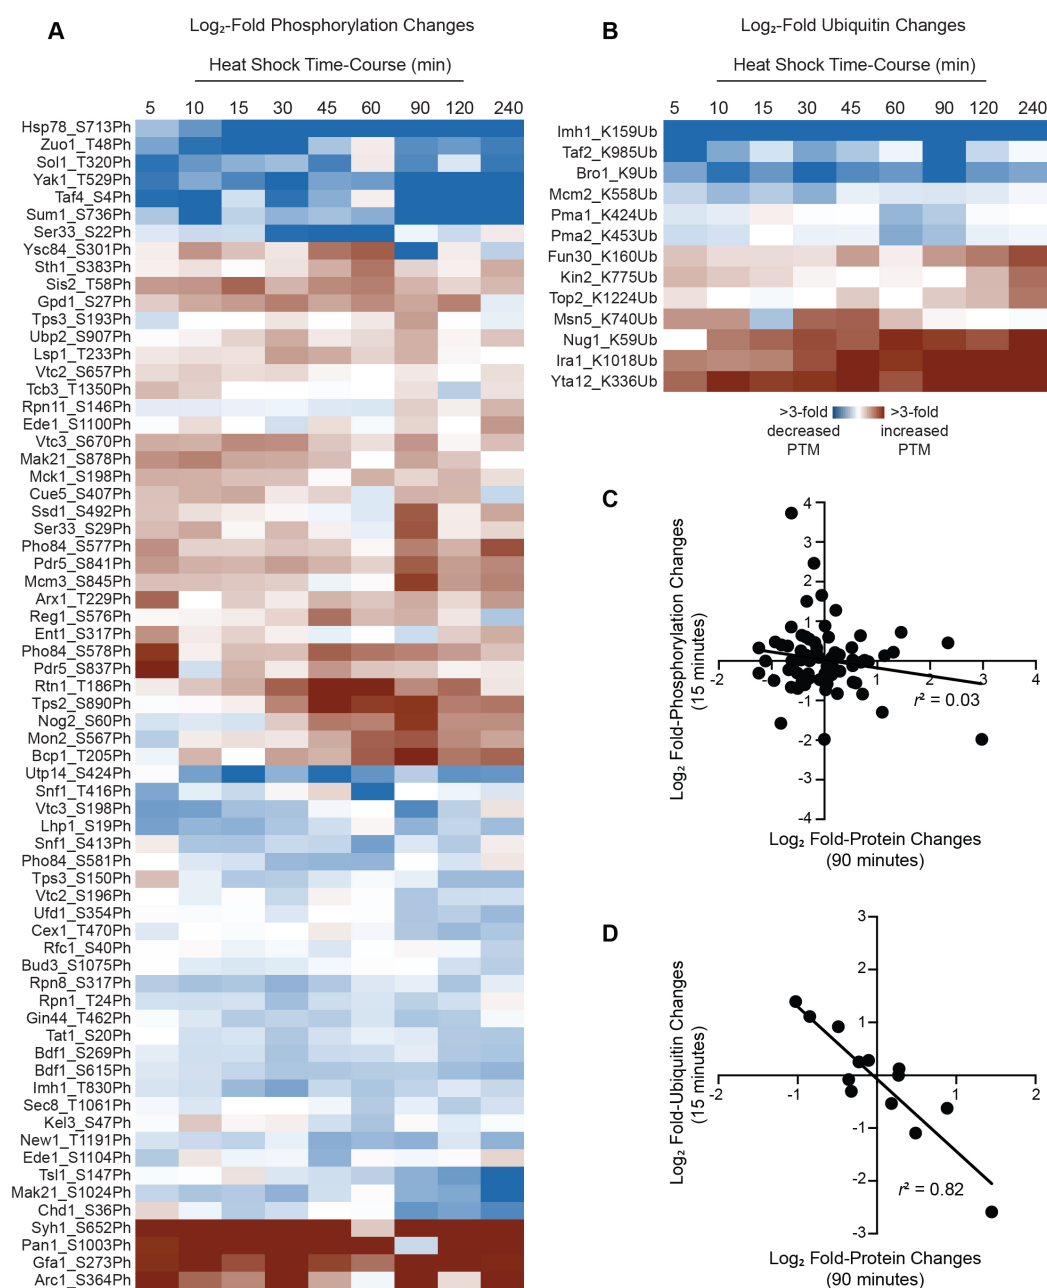 A
Log₂-Fold Phosphorylation Changes
Heat Shock Time-Course (min)
5 10 15 30 45 60 90 120 240
Hsp78_S713Ph
Zuo1_T48Ph
Sol1_T320Ph
Yak1_T529Ph
Taf4_S4Ph
Sum1_S736Ph
Ser33_S22Ph
Ysc84_S301Ph
Sth1_S383Ph
Sis2_T58Ph
Gpd1_S27Ph
Tps3_S193Ph
Ubp2_S907Ph
Lsp1_T233Ph
Vtc2_S657Ph
Tcb3_T1350Ph
Rpn11_S146Ph
Ede1_S1100Ph
Vtc3_S670Ph
Mak21_S878Ph
Mck1_S198Ph
Cue5_S407Ph
Ssd1_S492Ph
Ser33_S29Ph
Pho84_S577Ph
Pdr5_S841Ph
Mcm3_S845Ph
Arx1_T229Ph
Reg1_S576Ph
Ent1_S317Ph
Pho84_S578Ph
Pdr5_S837Ph
Rtn1_T186Ph
Tps2_S890Ph
Nog2_S60Ph
Mon2_S567Ph
Bcp1_T205Ph
Utp14_S424Ph
Snf1_T416Ph
Vtc3_S198Ph
Lhp1_S19Ph
Snf1_S413Ph
Pho84_S581Ph
Tps3_S150Ph
Vtc2_S196Ph
Ufd1_S354Ph
Cex1_T470Ph
Rfc1_S40Ph
Bud3_S1075Ph
Rpn8_S317Ph
Rpn1_T24Ph
Gin44_T462Ph
Tat1_S20Ph
Bdf1_S269Ph
Bdf1_S615Ph
Imh1_T830Ph
Sec8_T1061Ph
Kel3_S47Ph
New1_T1191Ph
Ede1_S1104Ph
Tsl1_S147Ph
Mak21_S1024Ph
Chd1_S36Ph
Syh1_S652Ph
Pan1_S1003Ph
Gfa1_S273Ph
Arc1_S364Ph
B
Log₂-Fold Ubiquitin Changes
Heat Shock Time-Course (min)
5 10 15 30 45 60 90 120 240
Imh1_K159Ub
Taf2_K985Ub
Bro1_K9Ub
Mcm2_K558Ub
Pma1_K424Ub
Pma2_K453Ub
Fun30_K160Ub
Kin2_K775Ub
Top2_K1224Ub
Msn5_K740Ub
Nug1_K59Ub
Ira1_K1018Ub
Yta12_K336Ub
>3-fold
decreased
PTM
>3-fold
increased
PTM
C
Log₂ Fold-Phosphorylation Changes
(15 minutes)
4
3
2
1
-1
-2
-3
-4
-2 -1 1 2 3 4
r² = 0.03
Log₂ Fold-Protein Changes
(90 minutes)
D
Log₂ Fold-Ubiquitin Changes
(15 minutes)
3
2
1
-1
-2
-3
-2 -1 1 2
r² = 0.82
Log₂ Fold-Protein Changes
(90 minutes)